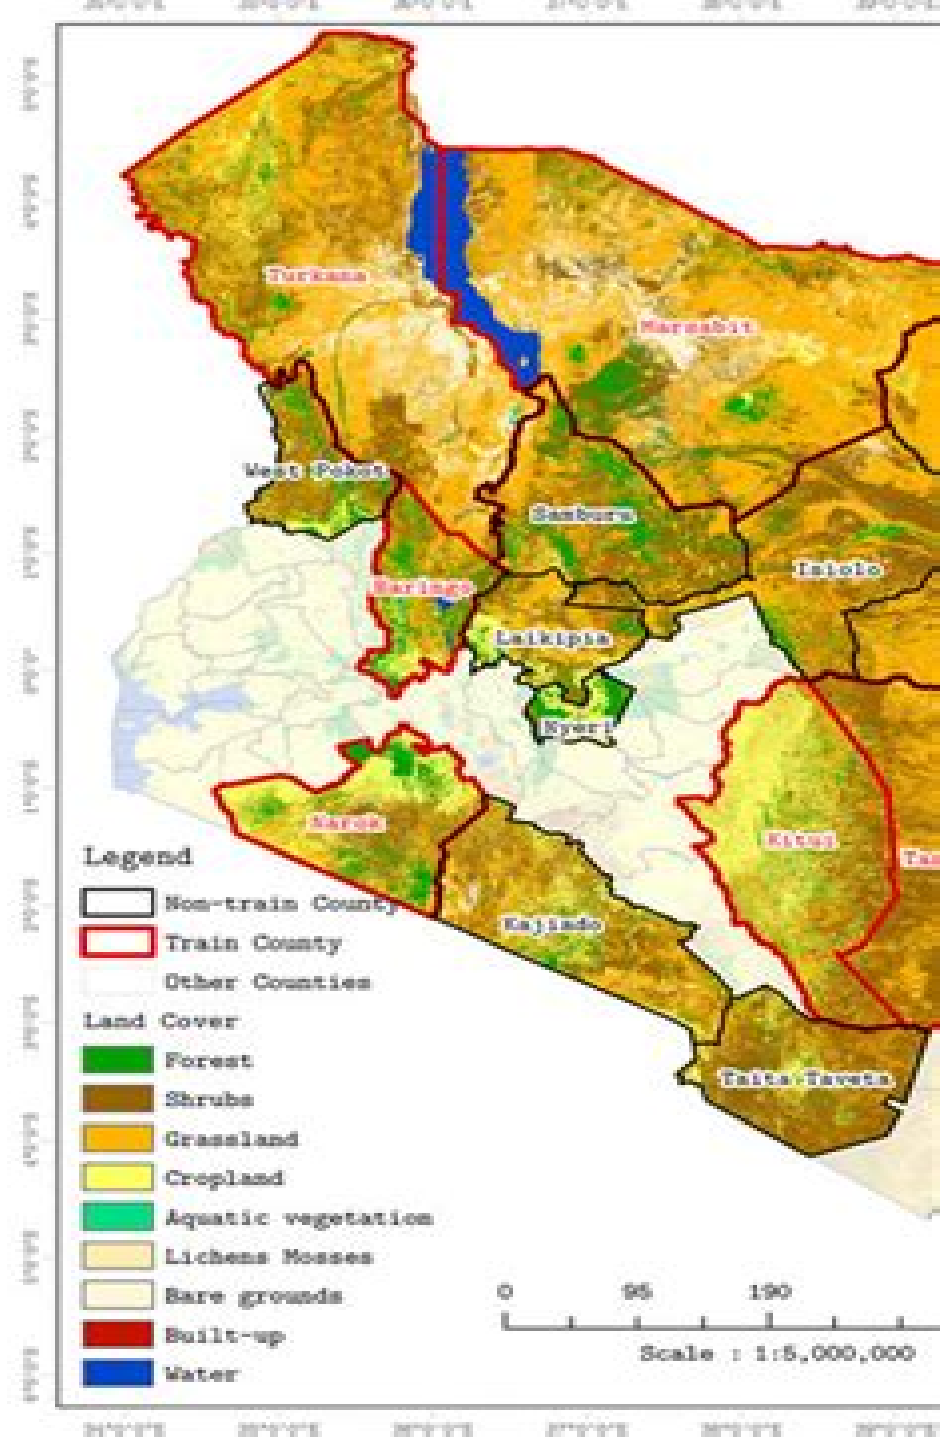 Turkana
Marsabit
West Pokot
Samburu
Isiolo
Baringo
Laikipia
Nyeri
Narok
Kitui
Kajiado
Taita Taveta
Legend
Non-train County
Train County
Other Counties
Land Cover
Forest
Shrubs
Grassland
Cropland
Aquatic vegetation
Lichens Mosses
Bare grounds
Built-up
Water
0 95 190
Scale : 1:5,000,000